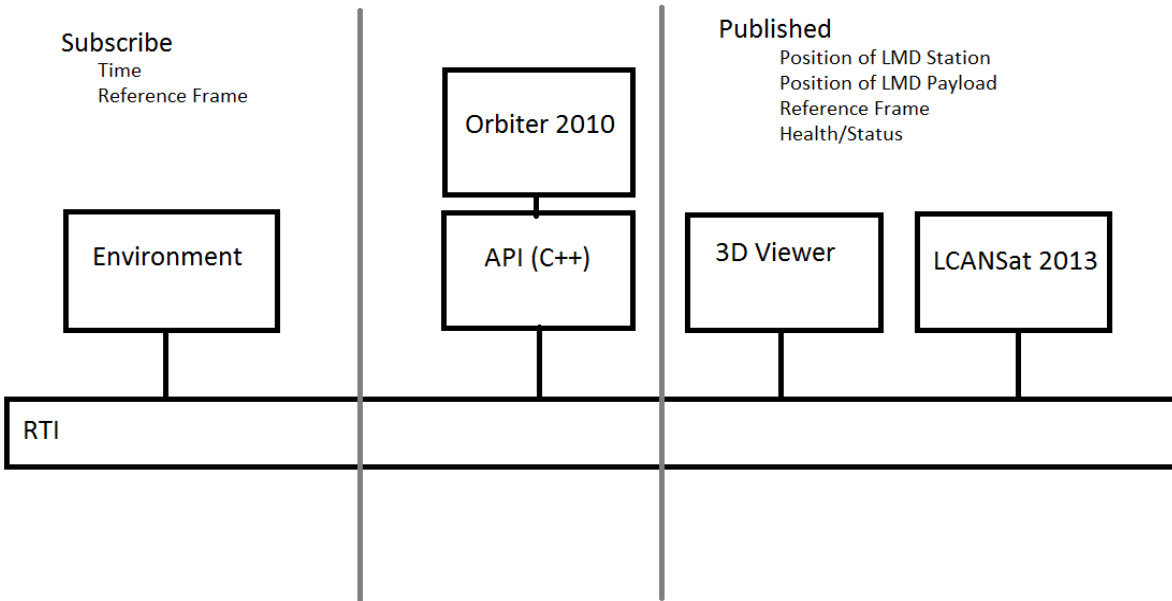 Subscribe
Time
Reference Frame
Published
Position of LMD Station
Position of LMD Payload
Reference Frame
Health/Status
Orbiter 2010
Environment
API (C++)
3D Viewer
LCANSat 2013
RTI